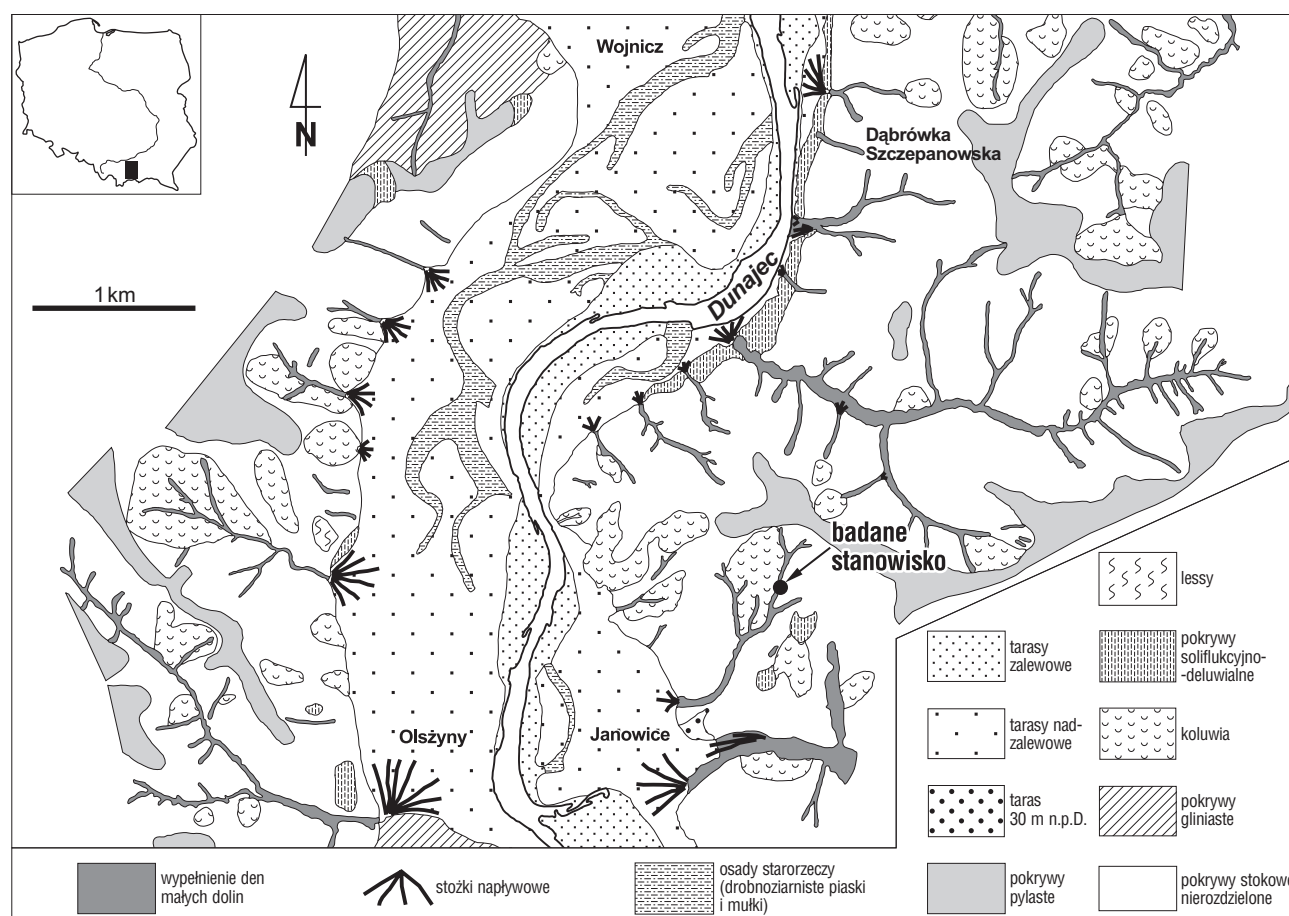 Wojnicz
N
Dąbrówka
Szczepanowska
1 km
Dunajec
badane
stanowisko
Olszyny
Janowice
lessy
tarasy
zalewowe
pokrywy
soliflukcyjno-
-deluwialne
tarasy nad-
zalewowe
koluwia
taras
30 m n.p.D.
pokrywy
gliniaste
wypełnienie den
małych dolin
stożki napływowe
osady starorzeczy
(drobnoziarniste piaski
i mułki)
pokrywy
pylaste
pokrywy stokowe
nierozdzielone